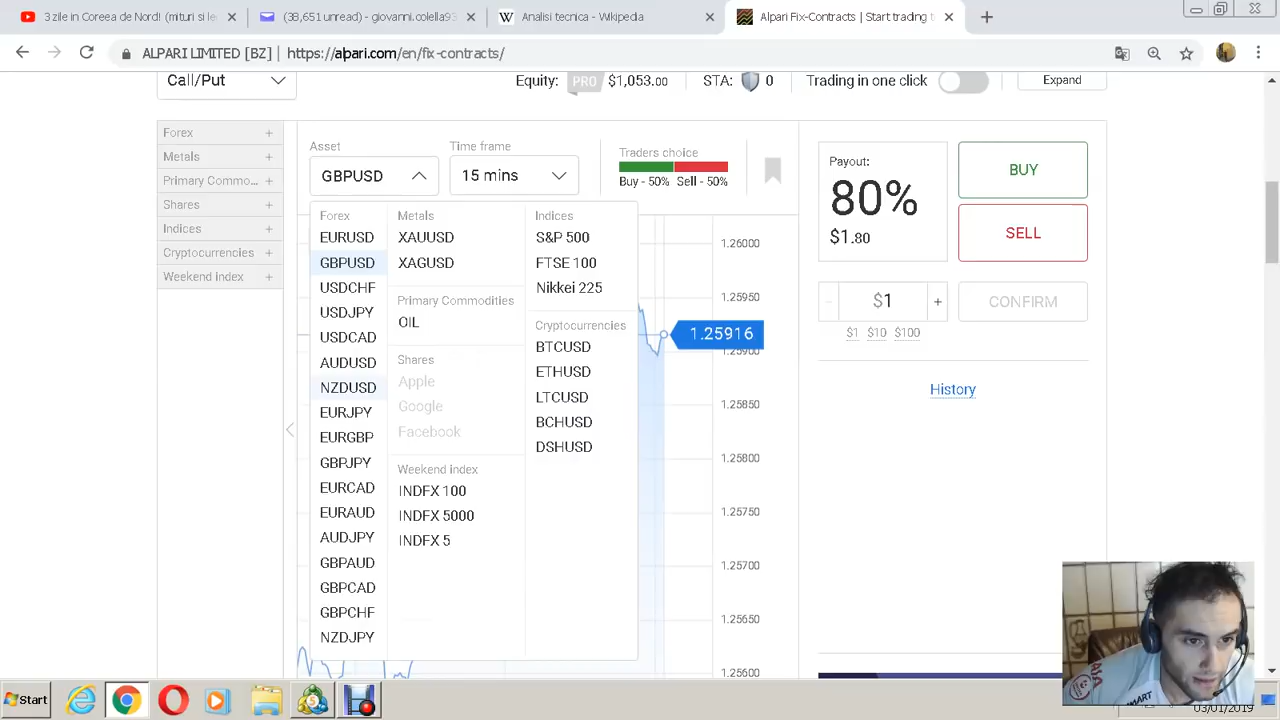 3 zile in Coreea de Nord! (mituri si le
(38,653 unread) - giovanni.colella9
Analisi tecnica - Wikipedia
Alpari Fix-Contracts | Start trading t
ALPARI LIMITED [BZ]
https://alpari.com/en/fix-contracts/
Call/Put
Equity: PRO $1,053.00
STA: 0
Trading in one click
Expand
Forex +
Metals +
Primary Commo... +
Shares +
Indices +
Cryptocurrencies +
Weekend index +
Asset
GBPUSD
Time frame
15 mins
Traders choice
Buy - 50% Sell - 50%
Forex
EURUSD
GBPUSD
USDCHF
USDJPY
USDCAD
AUDUSD
NZDUSD
EURJPY
EURGBP
GBPJPY
EURCAD
EURAUD
AUDJPY
GBPAUD
GBPCAD
GBPCHF
NZDJPY
Metals
XAUUSD
XAGUSD
Primary Commodities
OIL
Shares
Apple
Google
Facebook
Weekend index
INDFX 100
INDFX 5000
INDFX 5
Indices
S&P 500
FTSE 100
Nikkei 225
Cryptocurrencies
BTCUSD
ETHUSD
LTCUSD
BCHUSD
DSHUSD
1.26000
1.25950
1.25916
1.25900
1.25850
1.25800
1.25750
1.25700
1.25650
1.25600
Payout:
80%
$1.80
BUY
SELL
- $1 +
CONFIRM
$1 $10 $100
History
Start
03/01/2019